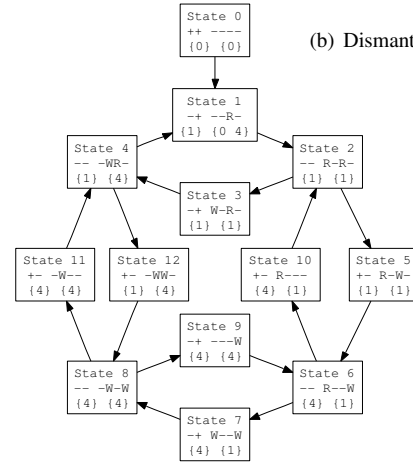 State 0
++ ----
{0} {0}
(b) Dismant
State 1
-+ --R-
{1} {0 4}
State 4
-- -WR-
{1} {4}
State 2
-- R-R-
{1} {1}
State 3
-+ W-R-
{1} {1}
State 11
+- -W--
{4} {4}
State 12
+- -WW-
{1} {4}
State 10
+- R---
{4} {1}
State 5
+- R-W-
{1} {1}
State 9
-+ ---W
{4} {4}
State 8
-- -W-W
{4} {4}
State 6
-- R--W
{4} {1}
State 7
-+ W--W
{4} {1}